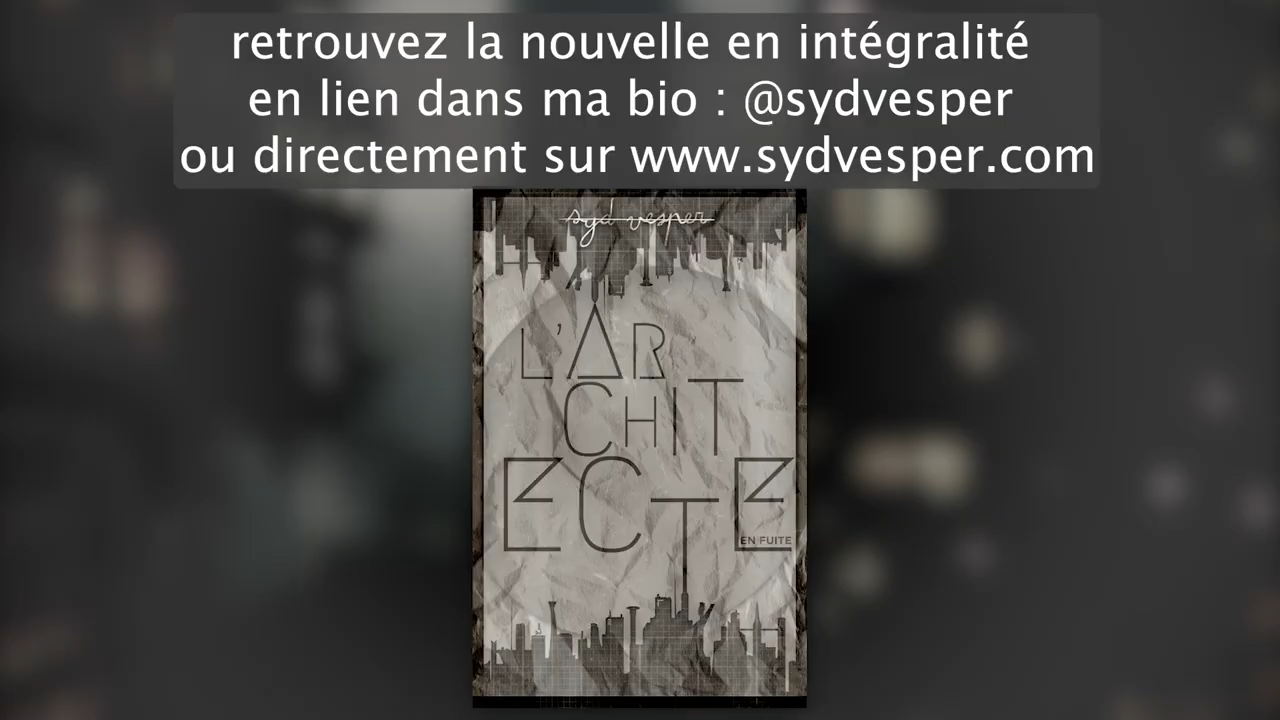 retrouvez la nouvelle en intégralité
en lien dans ma bio : @sydvesper
ou directement sur www.sydvesper.com
syd vesper
L'AR
CHIT
ECTE
EN FUITE